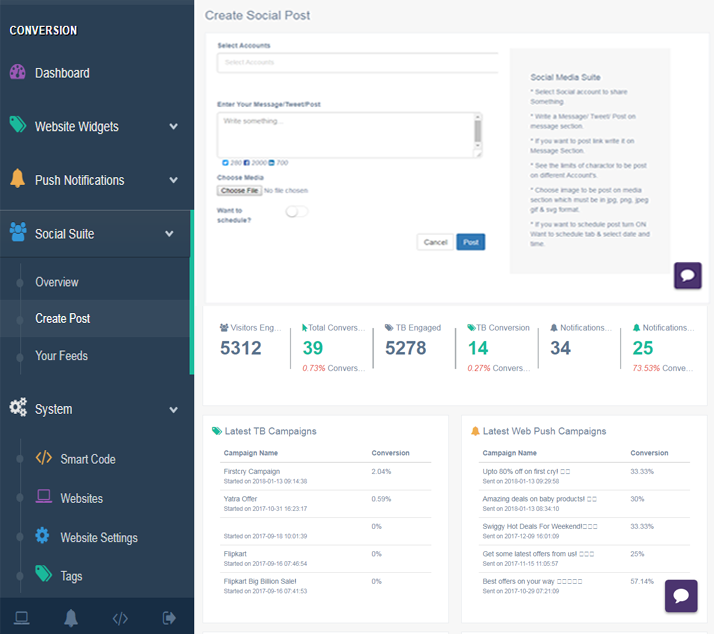 CONVERSION
Dashboard
Website Widgets
Push Notifications
Social Suite
Overview
Create Post
Your Feeds
System
Smart Code
Websites
Website Settings
Tags
Create Social Post
Select Accounts
Select Accounts
Enter Your Message/Tweet/Post
Write something...
280 2000 700
Choose Media
Choose File No file chosen
Want to
schedule?
Cancel Post
Social Media Suite
* Select Social account to share
Something.
* Write a Message/ Tweet/ Post on
message section.
* If you want to post link write it on
Message Section.
* See the limits of charactor to be post
on different Account's.
* Choose image to be post on media
section which must be in jpg, png, jpeg
gif & svg format.
* If you want to schedule post turn ON
Want to schedule tab & select date and
time.
Visitors Eng...
5312
Total Convers...
39
0.73% Convers...
TB Engaged
5278
TB Conversion
14
0.27% Convers...
Notifications...
34
Notifications...
25
73.53% Conve...
Latest TB Campaigns
Campaign Name Conversion
Firstcry Campaign 2.04%
Started on 2018-01-13 09:14:38
Yatra Offer 0.59%
Started on 2017-10-31 16:23:17
0%
Started on 2017-09-18 10:01:39
Flipkart 0%
Started on 2017-09-16 07:46:54
Flipkart Big Billion Sale! 0%
Started on 2017-09-16 07:41:53
Latest Web Push Campaigns
Campaign Name Conversion
Upto 80% off on first cry! 33.33%
Sent on 2018-01-13 09:29:58
Amazing deals on baby products! 30%
Sent on 2018-01-13 08:34:10
Swiggy Hot Deals For Weekend! 33.33%
Sent on 2017-12-09 16:01:09
Get some latest offers from us! 25%
Sent on 2017-11-15 11:05:57
Best offers on your way 57.14%
Sent on 2017-10-29 07:21:09